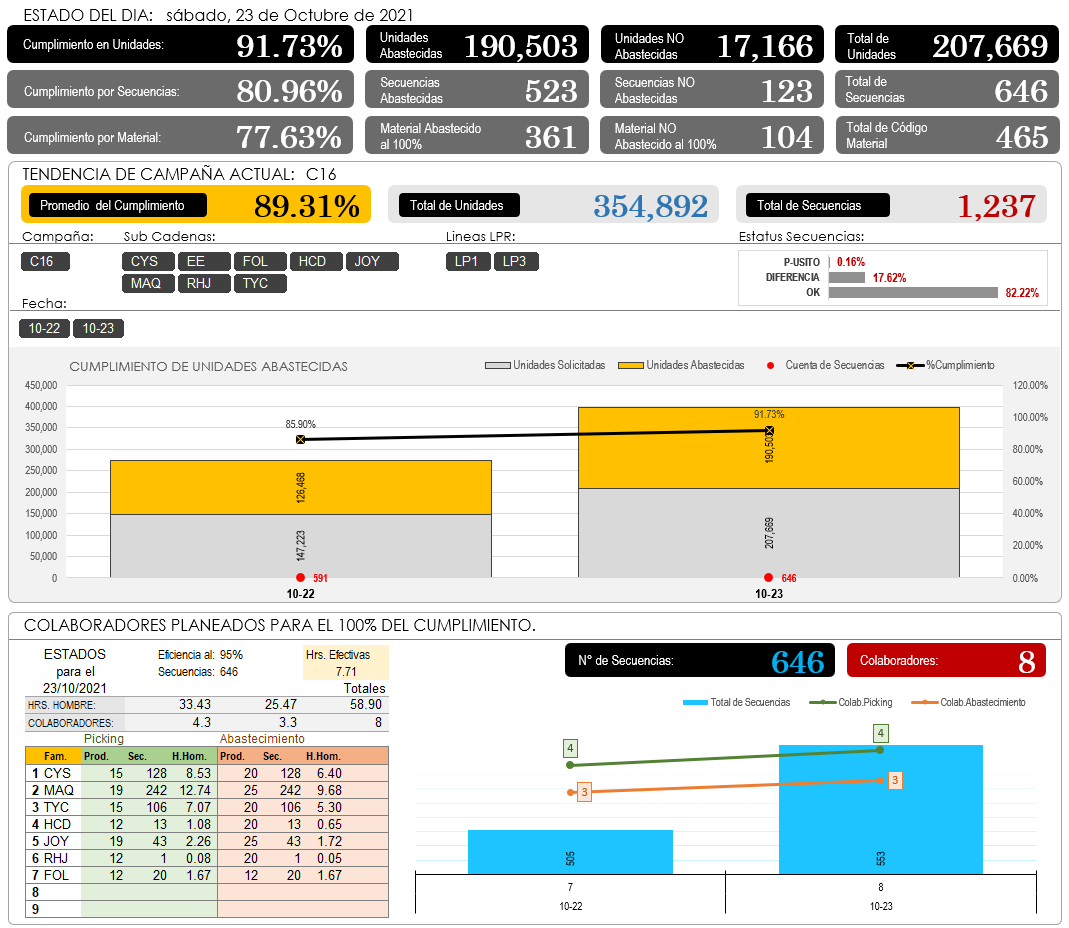 ESTADO DEL DIA: sábado, 23 de Octubre de 2021
Cumplimiento en Unidades: 91.73%
Unidades Abastecidas 190,503
Unidades NO Abastecidas 17,166
Total de Unidades 207,669
Cumplimiento por Secuencias: 80.96%
Secuencias Abastecidas 523
Secuencias NO Abastecidas 123
Total de Secuencias 646
Cumplimiento por Material: 77.63%
Material Abastecido al 100% 361
Material NO Abastecido al 100% 104
Total de Código Material 465
TENDENCIA DE CAMPAÑA ACTUAL: C16
Promedio del Cumplimiento 89.31%
Total de Unidades 354,892
Total de Secuencias 1,237
Campaña: Sub Cadenas: Lineas LPR: Estatus Secuencias:
C16 CYS EE FOL HCD JOY LP1 LP3
MAQ RHJ TYC
P-USITO 0.16%
DIFERENCIA 17.62%
OK 82.22%
Fecha:
10-22 10-23
CUMPLIMIENTO DE UNIDADES ABASTECIDAS
Unidades Solicitadas Unidades Abastecidas Cuenta de Secuencias %Cumplimiento
450,000
400,000
350,000
300,000
250,000
200,000
150,000
100,000
50,000
0
120.00%
100.00%
80.00%
60.00%
40.00%
20.00%
0.00%
85.90%
126,468
147,223
591
91.73%
190,503
207,669
646
10-22 10-23
COLABORADORES PLANEADOS PARA EL 100% DEL CUMPLIMIENTO.
ESTADOS para el 23/10/2021
Eficiencia al: 95%
Secuencias: 646
Hrs. Efectivas
7.71
Totales
HRS. HOMBRE: 33.43 25.47 58.90
COLABORADORES: 4.3 3.3 8
Picking Abastecimiento
Fam. Prod. Sec. H.Hom. Prod. Sec. H.Hom.
1 CYS 15 128 8.53 20 128 6.40
2 MAQ 19 242 12.74 25 242 9.68
3 TYC 15 106 7.07 20 106 5.30
4 HCD 12 13 1.08 20 13 0.65
5 JOY 19 43 2.26 25 43 1.72
6 RHJ 12 1 0.08 20 1 0.05
7 FOL 12 20 1.67 12 20 1.67
8
9
N° de Secuencias: 646
Colaboradores: 8
Total de Secuencias Colab.Picking Colab.Abastecimiento
4
3
505
4
3
553
7 8
10-22 10-23